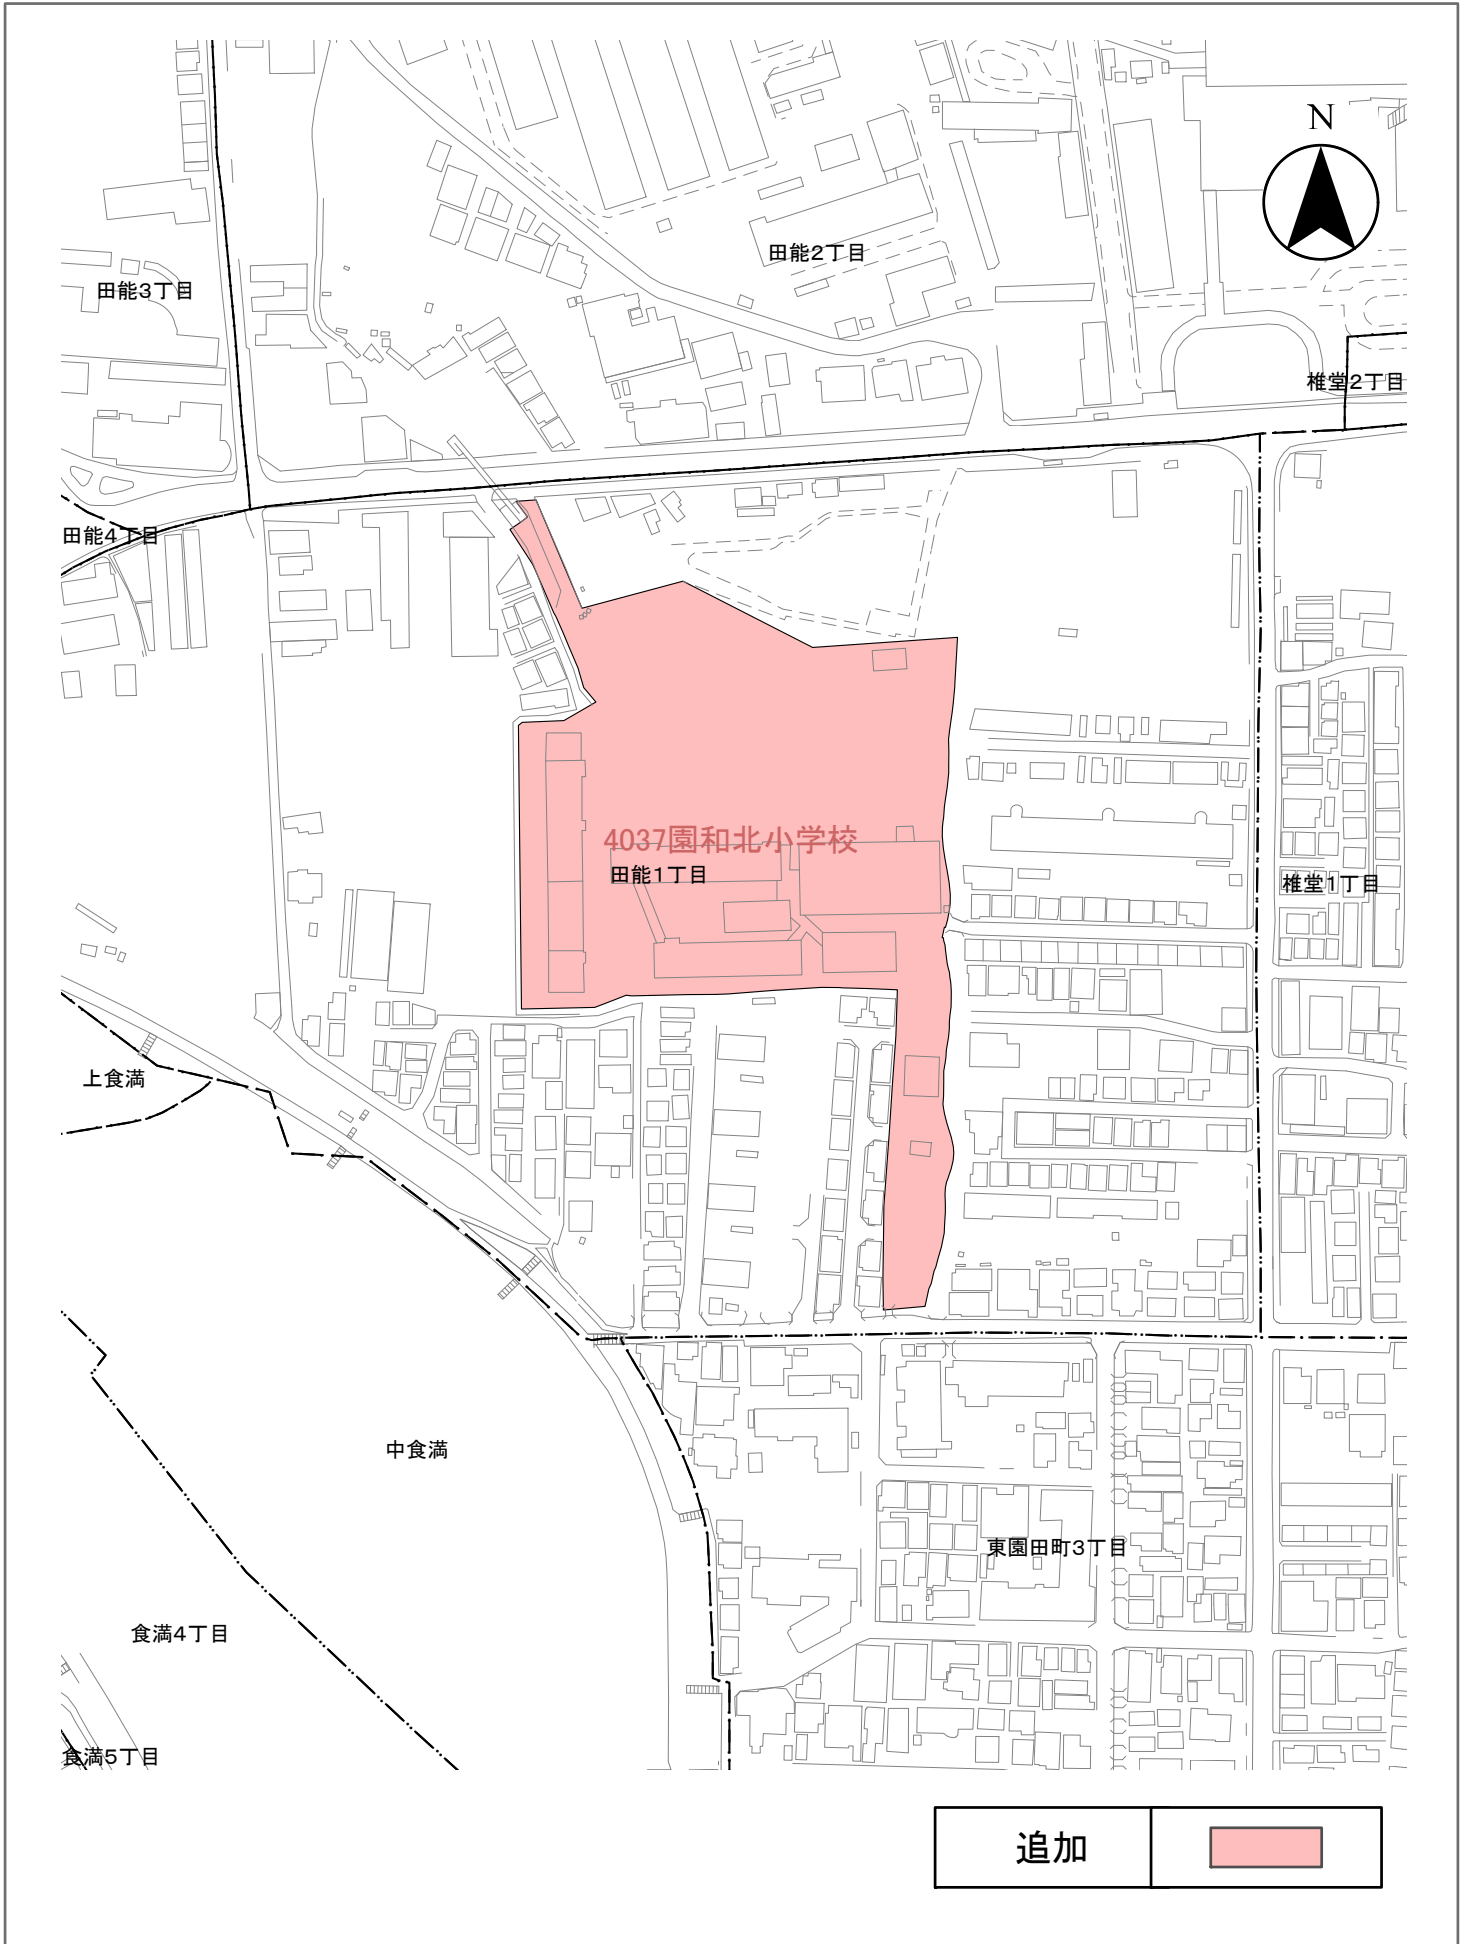 N
田能2丁目
田能3丁目
椎堂2丁目
田能4丁目
4037園和北小学校
田能1丁目
椎堂1丁目
上食満
中食満
東園田町3丁目
食満4丁目
食満5丁目
追加